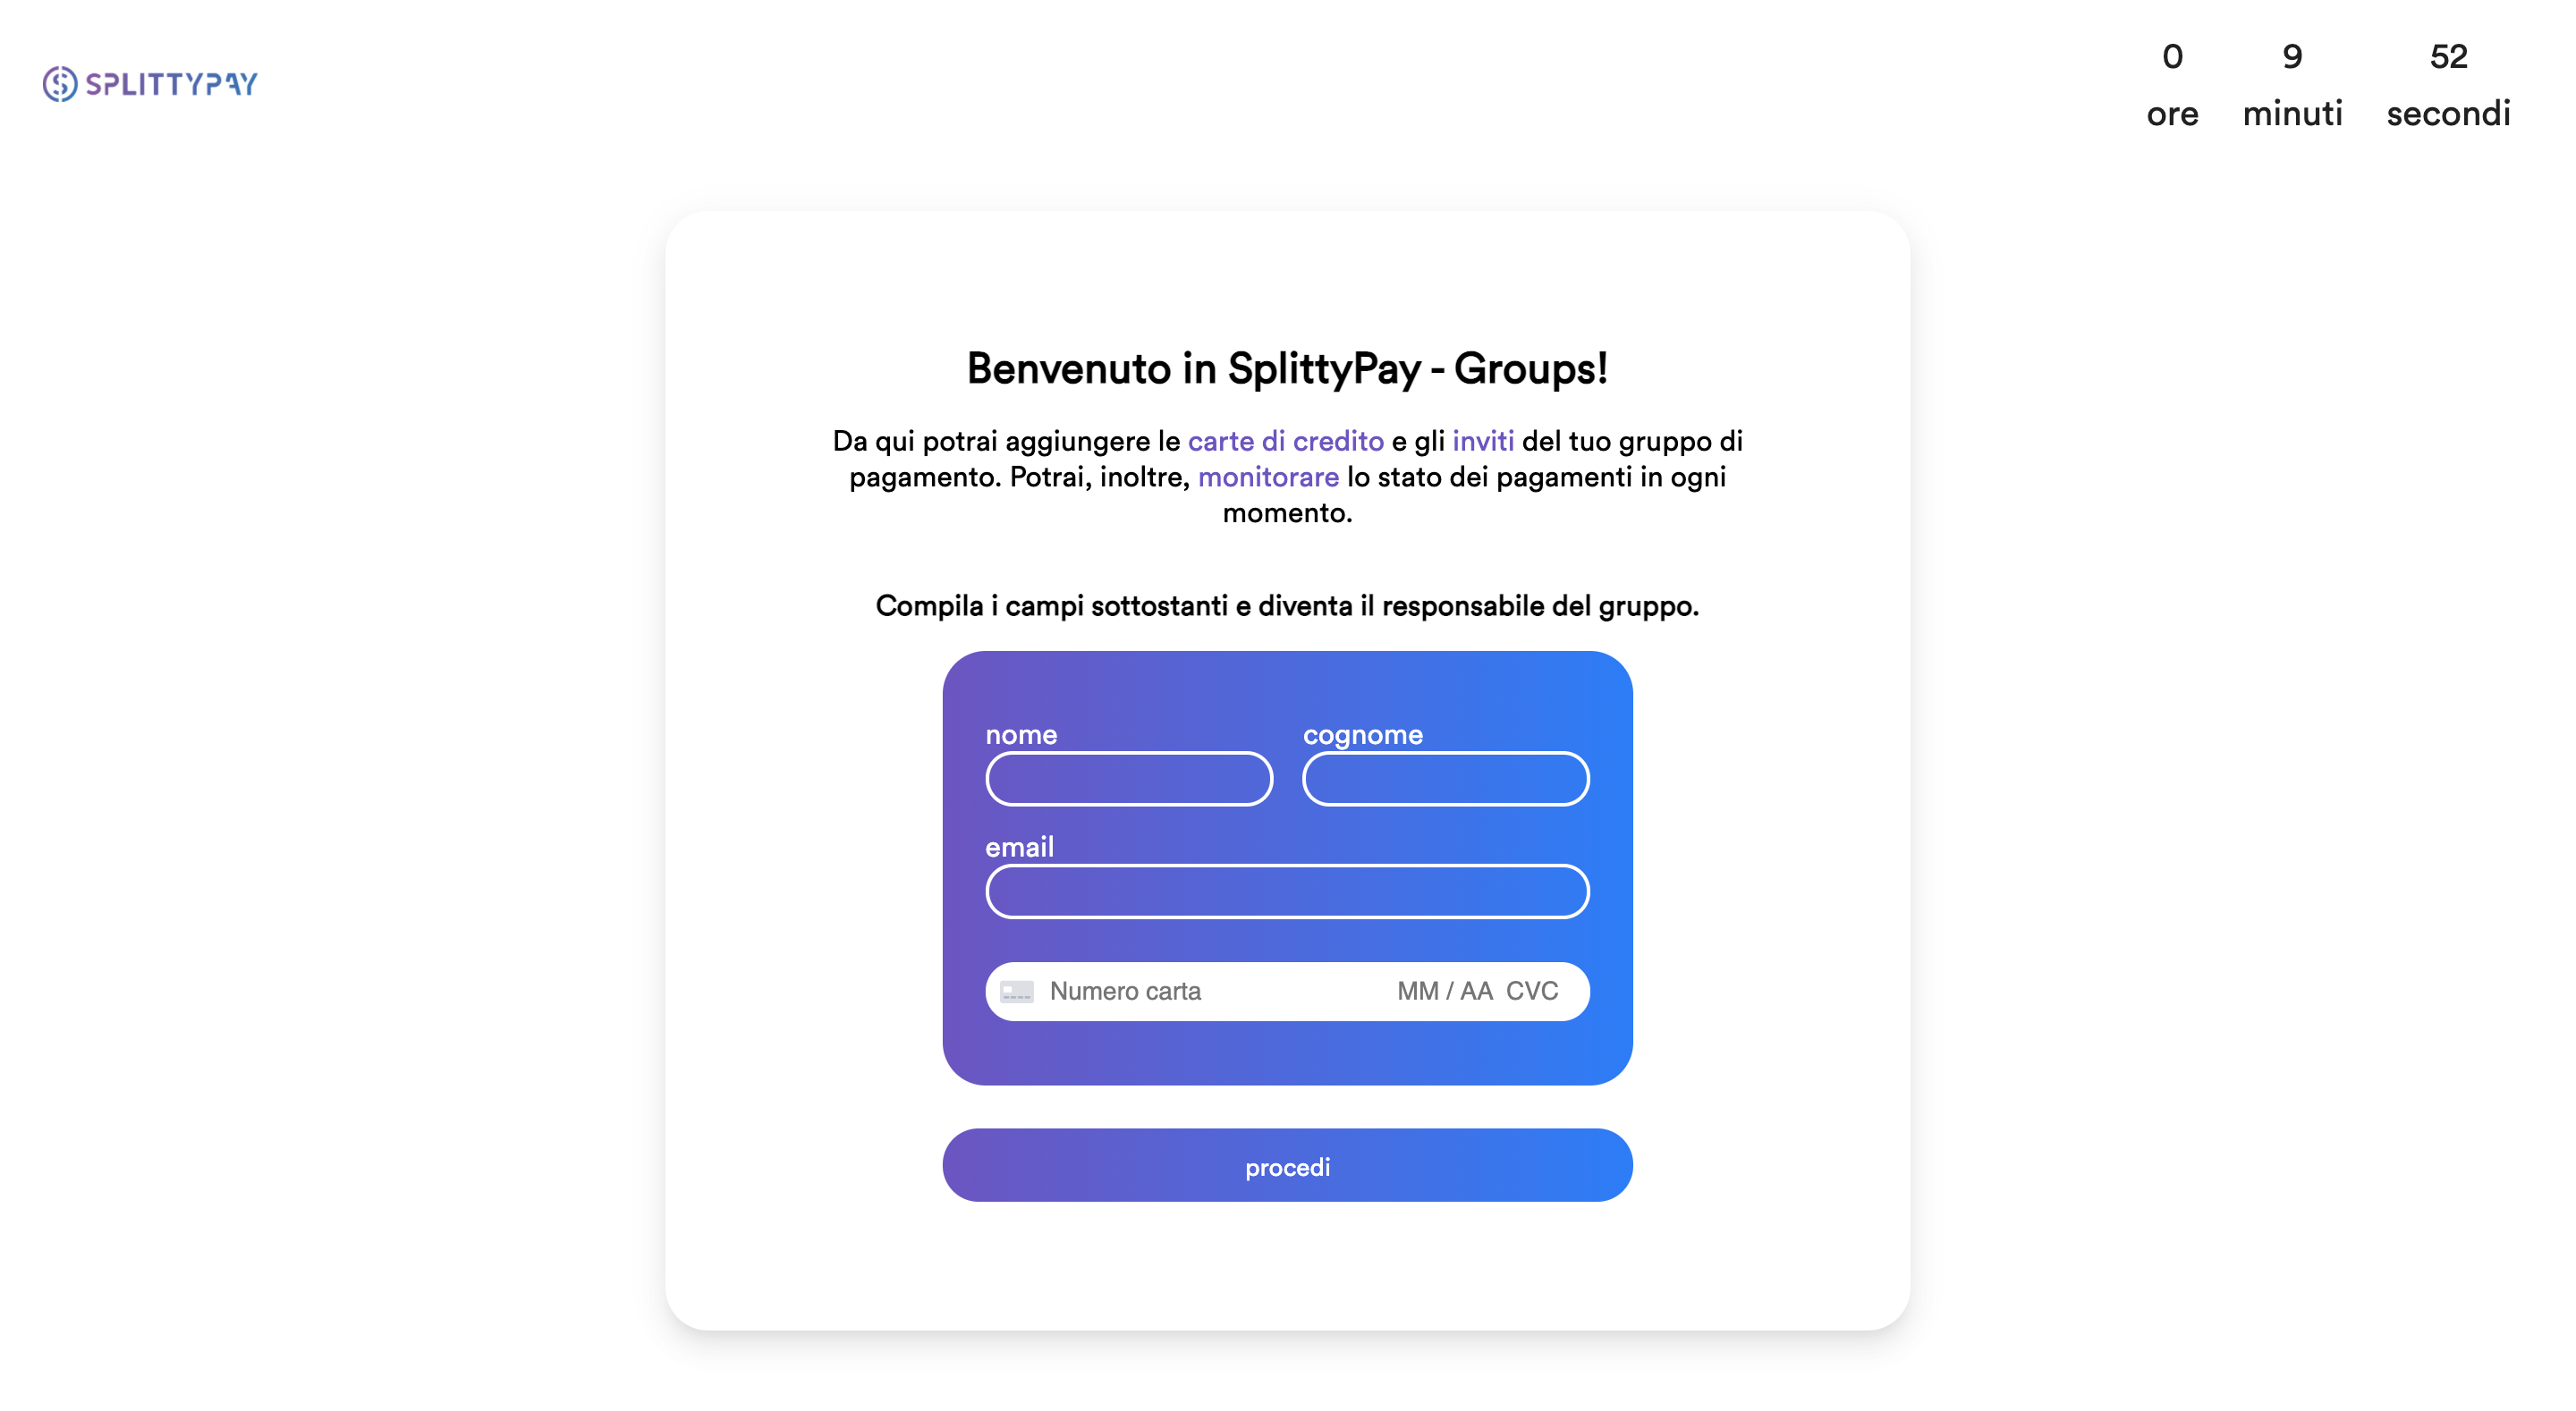 SPLITTYPAY
0 9 52
ore minuti secondi
Benvenuto in SplittyPay - Groups!
Da qui potrai aggiungere le carte di credito e gli inviti del tuo gruppo di
pagamento. Potrai, inoltre, monitorare lo stato dei pagamenti in ogni
momento.
Compila i campi sottostanti e diventa il responsabile del gruppo.
nome cognome
email
Numero carta MM / AA CVC
procedi